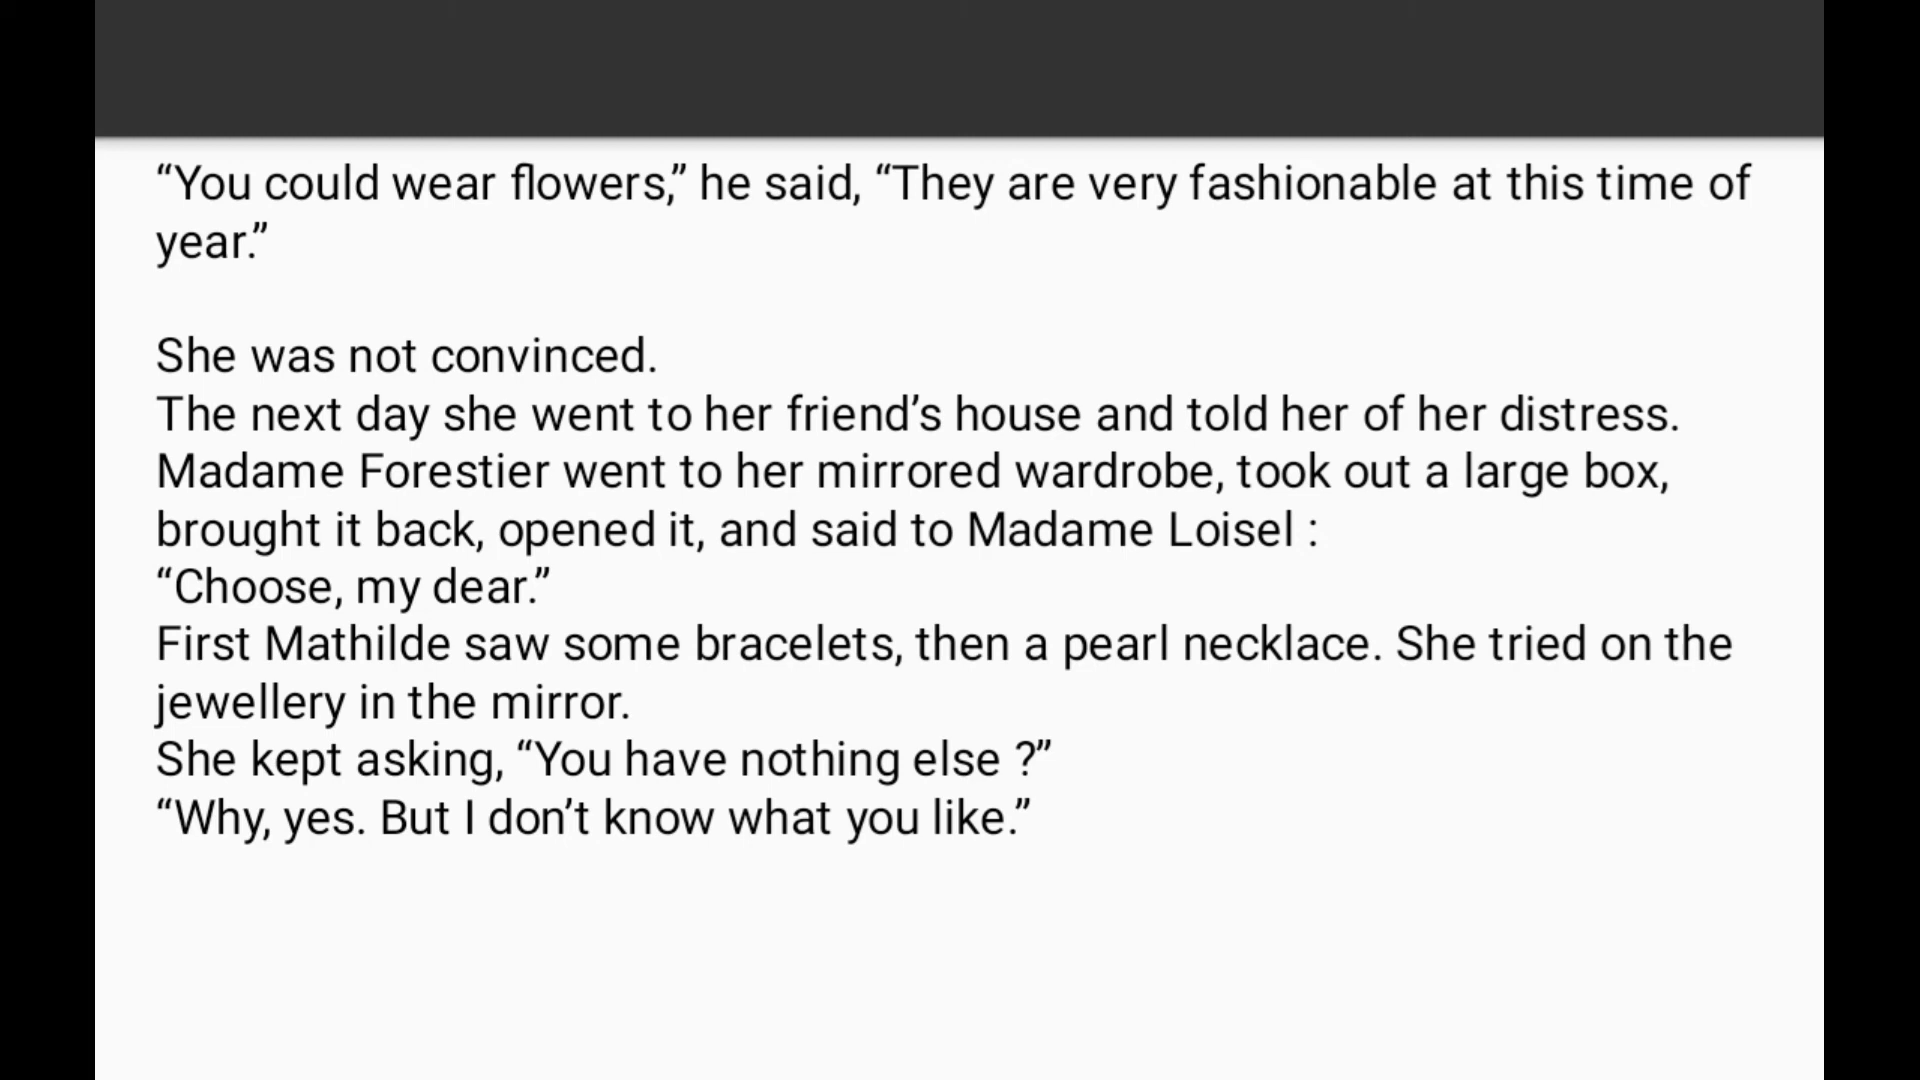 “You could wear flowers,” he said, “They are very fashionable at this time of
year.”
She was not convinced.
The next day she went to her friend’s house and told her of her distress.
Madame Forestier went to her mirrored wardrobe, took out a large box,
brought it back, opened it, and said to Madame Loisel :
“Choose, my dear.”
First Mathilde saw some bracelets, then a pearl necklace. She tried on the
jewellery in the mirror.
She kept asking, “You have nothing else ?”
“Why, yes. But I don’t know what you like.”